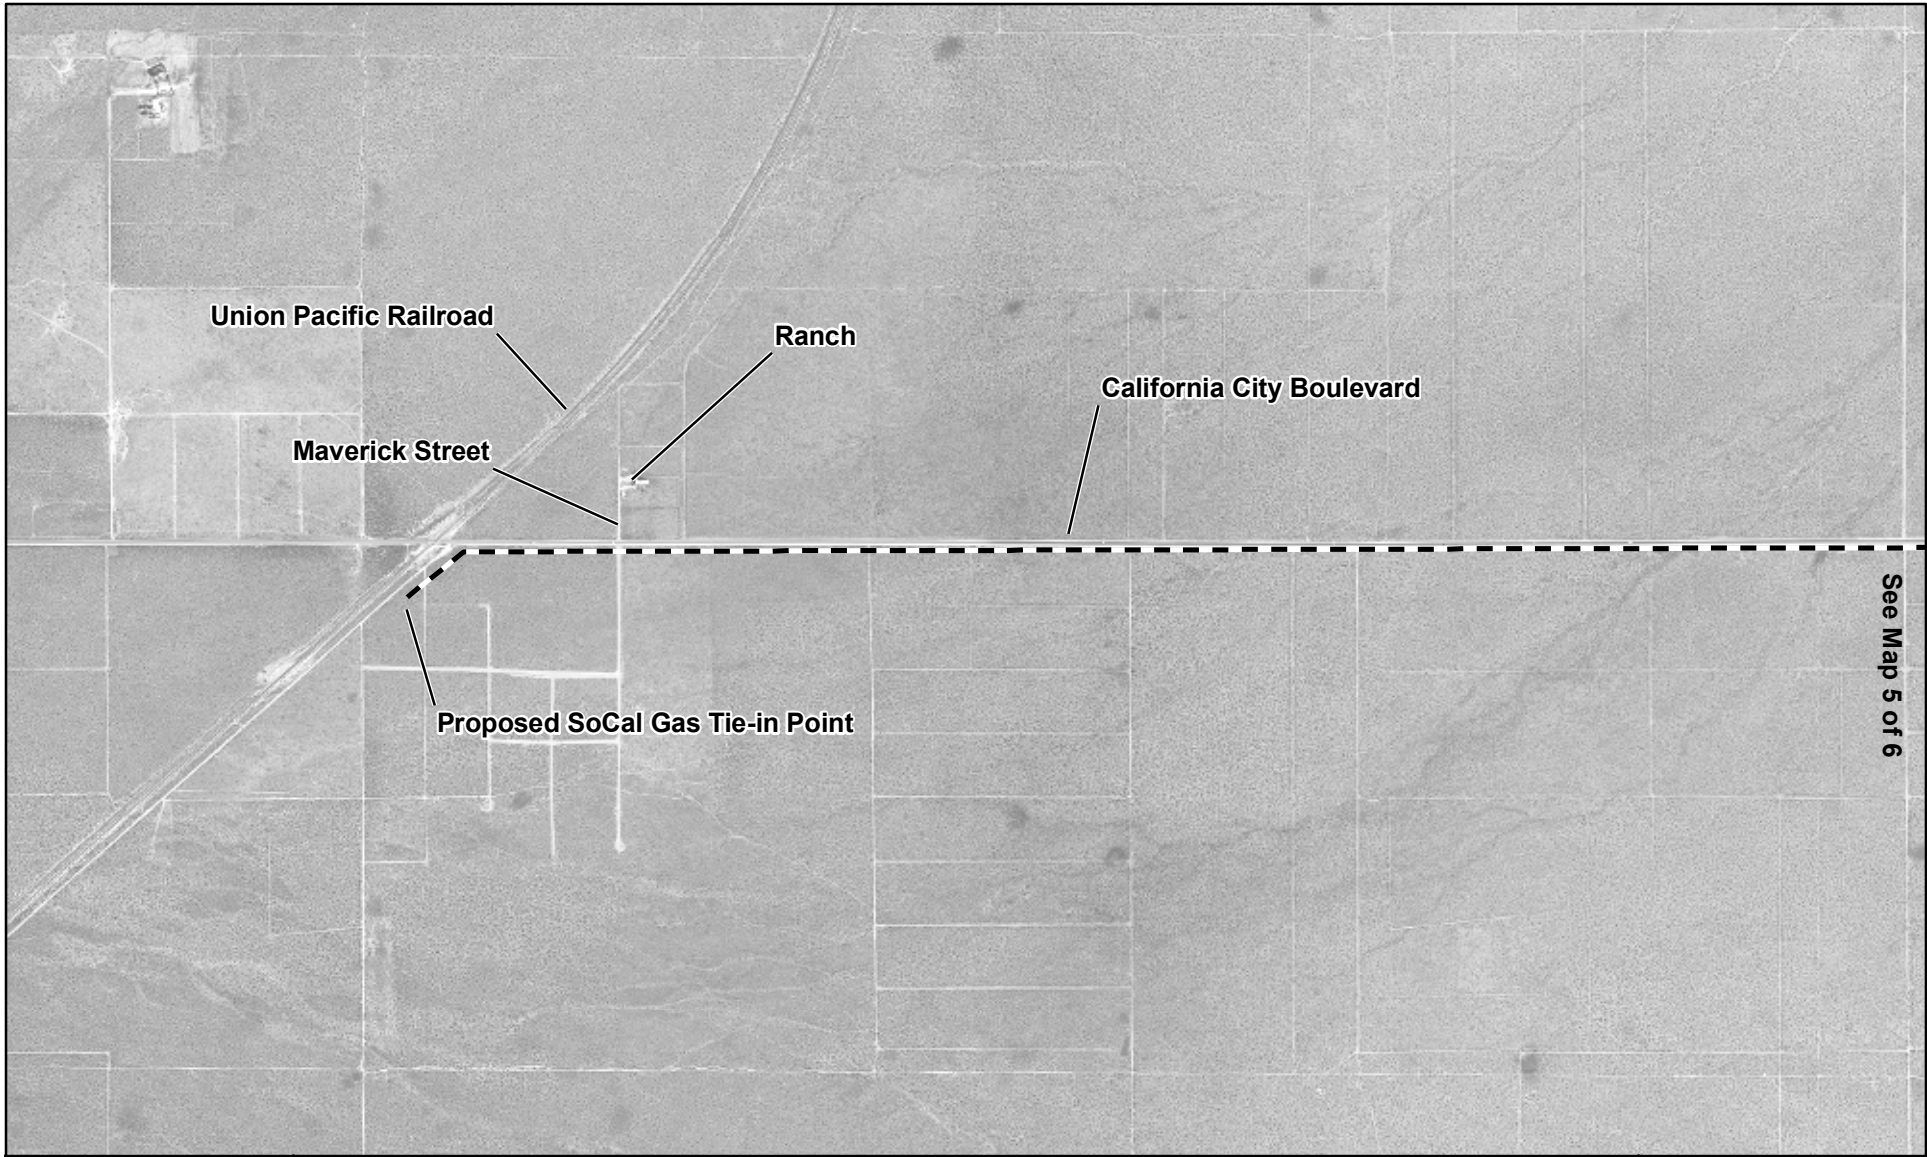 Union Pacific Railroad
Ranch
California City Boulevard
Maverick Street
See Map 5 of 6
Proposed SoCal Gas Tie-in Point